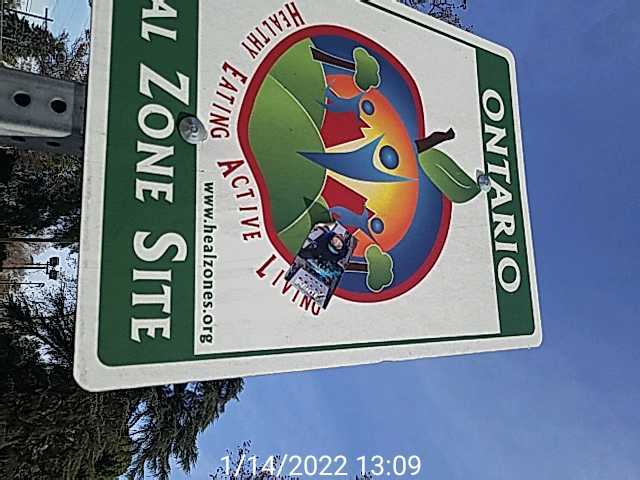 ONTARIO
HEALTHY EATING ACTIVE LIVING
www.healzones.org
AL ZONE SITE
1/14/2022 13:09